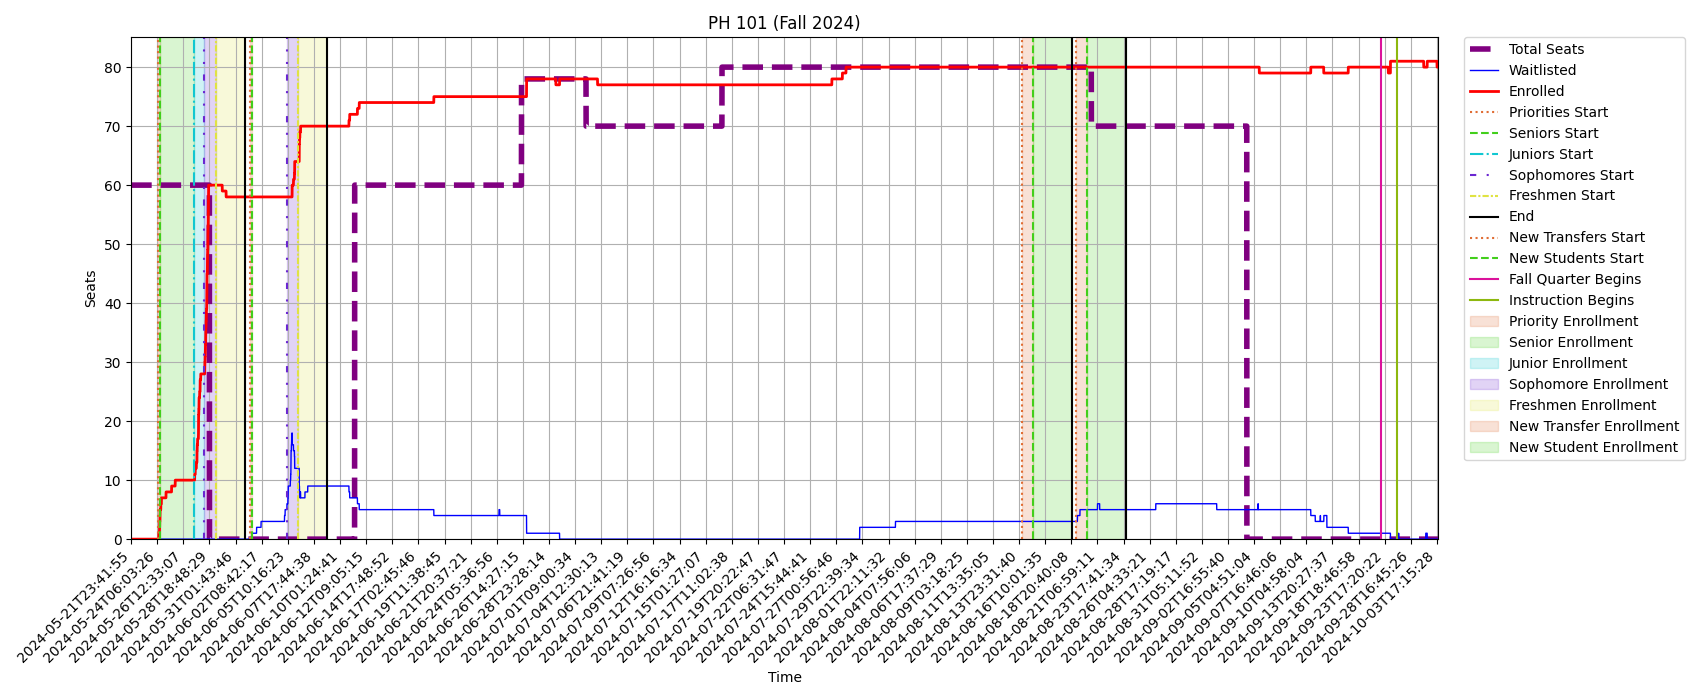 PH 101 (Fall 2024)
Seats
80
70
60
50
40
30
20
10
0
2024-05-21T23:41:55
2024-05-24T06:03:26
2024-05-26T12:33:07
2024-05-28T18:48:29
2024-05-31T01:43:46
2024-06-02T08:42:17
2024-06-05T10:16:23
2024-06-07T17:44:38
2024-06-10T01:24:41
2024-06-12T09:05:15
2024-06-14T17:48:52
2024-06-17T02:45:46
2024-06-19T11:38:45
2024-06-21T20:37:21
2024-06-24T05:36:56
2024-06-26T14:27:15
2024-06-28T23:28:14
2024-07-01T09:00:34
2024-07-04T12:30:13
2024-07-06T21:41:19
2024-07-09T07:26:56
2024-07-12T16:16:34
2024-07-15T01:27:07
2024-07-17T11:02:38
2024-07-19T20:22:47
2024-07-22T06:31:47
2024-07-24T15:44:41
2024-07-27T00:56:46
2024-07-29T22:39:34
2024-08-01T22:11:32
2024-08-04T07:56:06
2024-08-06T17:37:29
2024-08-09T03:18:25
2024-08-11T13:35:05
2024-08-13T23:31:40
2024-08-16T10:01:35
2024-08-18T20:40:08
2024-08-21T06:59:11
2024-08-23T17:41:34
2024-08-26T04:33:21
2024-08-28T17:19:17
2024-08-31T05:11:52
2024-09-02T16:55:40
2024-09-05T04:51:04
2024-09-07T16:46:06
2024-09-10T04:58:04
2024-09-13T20:27:37
2024-09-18T18:46:58
2024-09-23T17:20:22
2024-09-28T16:45:26
2024-10-03T17:15:28
Time
Total Seats
Waitlisted
Enrolled
Priorities Start
Seniors Start
Juniors Start
Sophomores Start
Freshmen Start
End
New Transfers Start
New Students Start
Fall Quarter Begins
Instruction Begins
Priority Enrollment
Senior Enrollment
Junior Enrollment
Sophomore Enrollment
Freshmen Enrollment
New Transfer Enrollment
New Student Enrollment